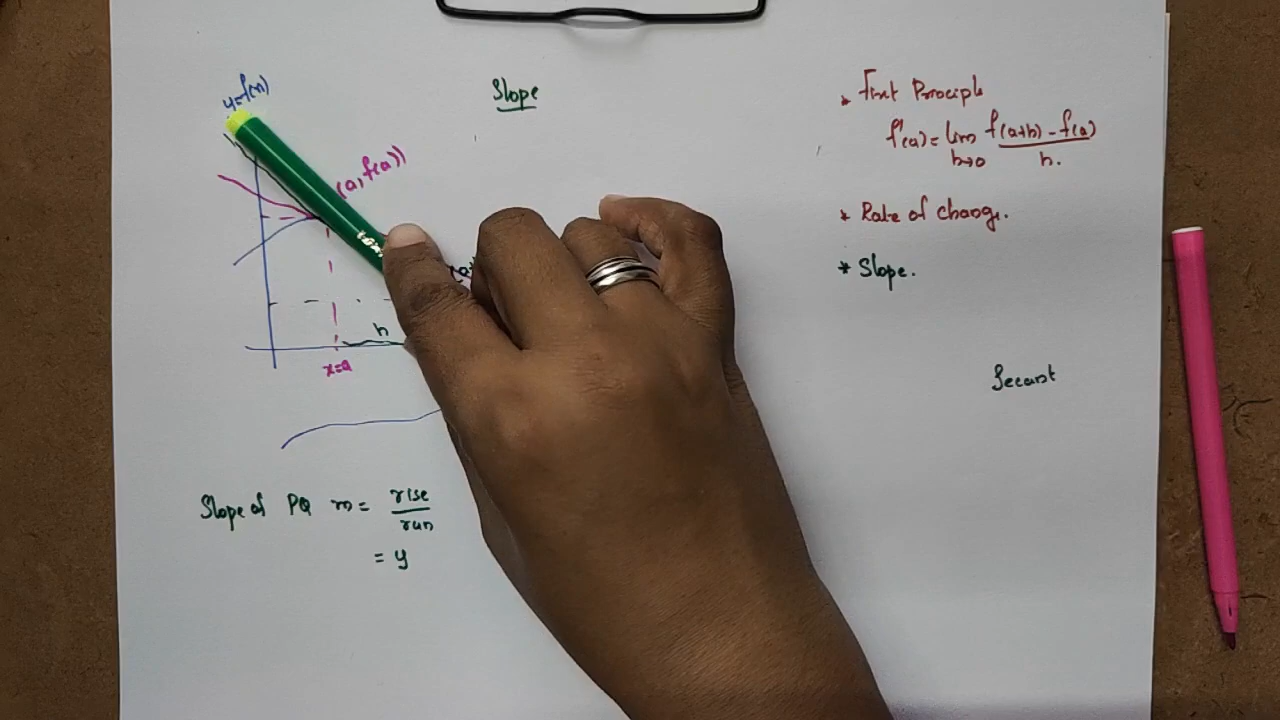 Slope
y=f(x)
(a, f(a))
h
x=a
Slope of PQ m = rise
run
= y
* First Principle
f'(a) = lim f(a+h) - f(a)
h→0 h.
* Rate of change.
* Slope.
Secant